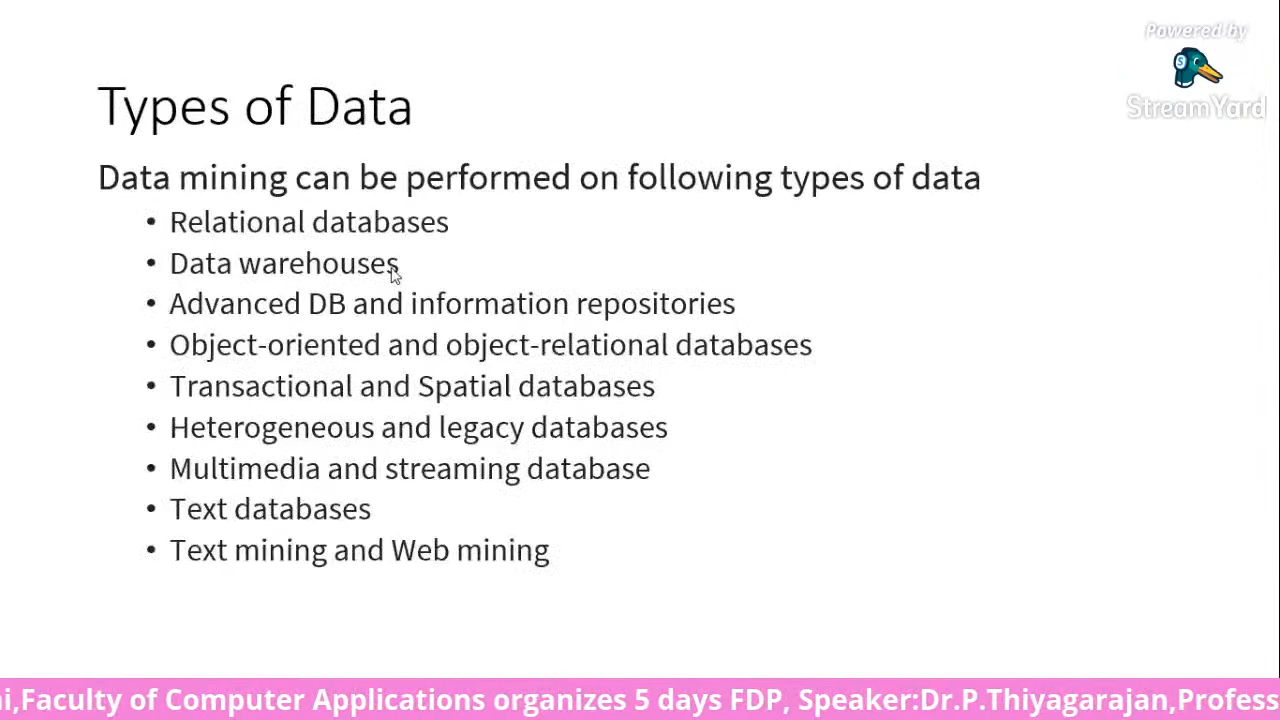 Powered by
StreamYard
Types of Data
Data mining can be performed on following types of data
• Relational databases
• Data warehouses
• Advanced DB and information repositories
• Object-oriented and object-relational databases
• Transactional and Spatial databases
• Heterogeneous and legacy databases
• Multimedia and streaming database
• Text databases
• Text mining and Web mining
i,Faculty of Computer Applications organizes 5 days FDP, Speaker:Dr.P.Thiyagarajan,Profess